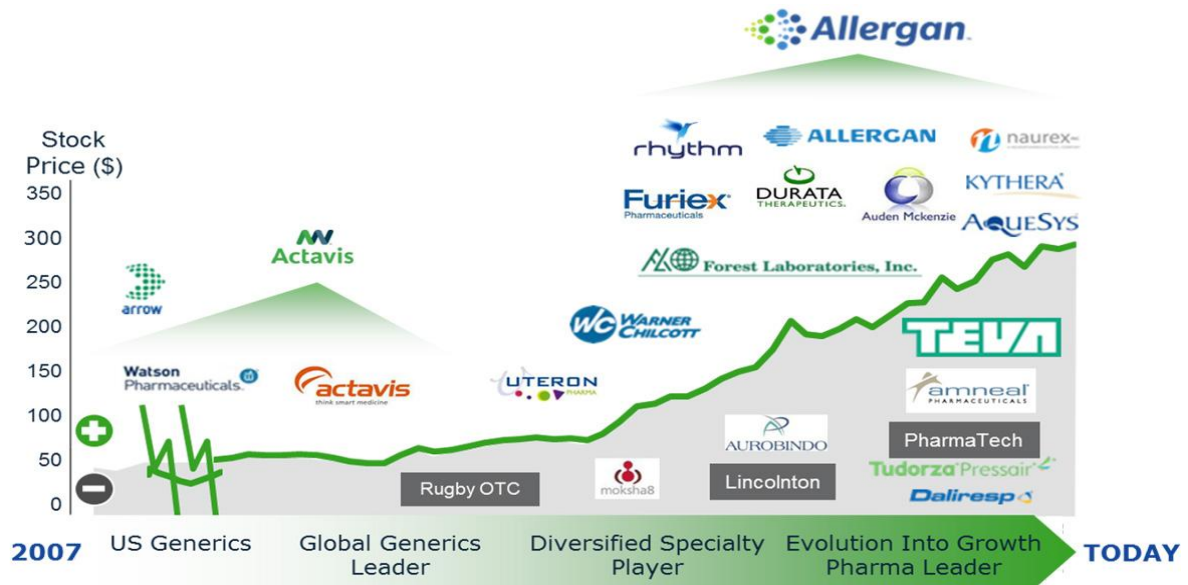 Allergan
rhythm
ALLERGAN
naurex
Furiex
Pharmaceuticals
DURATA
THERAPEUTICS
Auden Mckenzie
KYTHERA
AQUESYS
Stock
Price ($)
350
300
250
200
150
100
50
0
Actavis
arrow
Forest Laboratories, Inc.
WC WARNER
CHILCOTT
Watson
Pharmaceuticals
actavis
think smart medicine
UTERON
PHARMA
TEVA
amneal
PHARMACEUTICALS
AUROBINDO
PharmaTech
Rugby OTC
moksha8
Lincolnton
Tudorza Pressair
Daliresp
2007
US Generics
Global Generics
Leader
Diversified Specialty
Player
Evolution Into Growth
Pharma Leader
TODAY